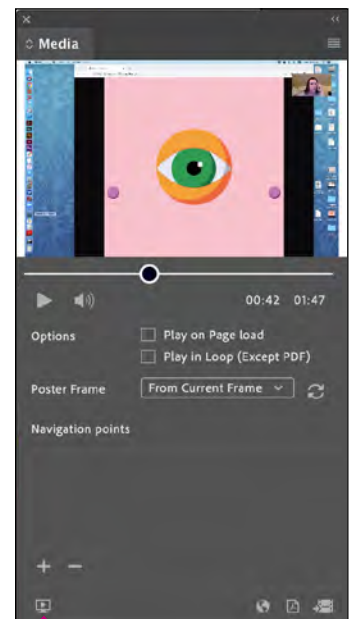 Media
00:42 01:47
Options
Play on Page load
Play in Loop (Except PDF)
Poster Frame
From Current Frame
Navigation points